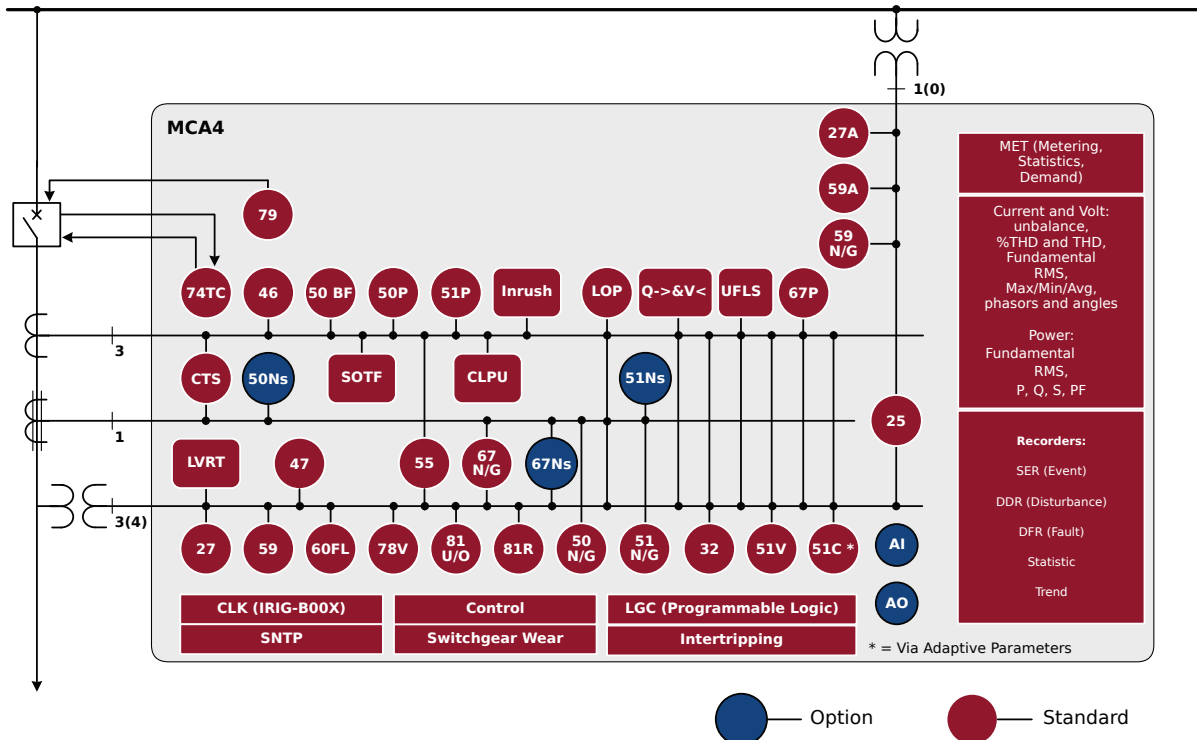 1(0)
MCA4
27A
MET (Metering,
Statistics,
Demand)
59A
79
Current and Volt:
unbalance,
%THD and THD,
Fundamental
RMS,
Max/Min/Avg,
phasors and angles
Power:
Fundamental
RMS,
P, Q, S, PF
59
N/G
74TC
46
50 BF
50P
51P
Inrush
LOP
Q->&V<
UFLS
67P
3
CTS
50Ns
SOTF
CLPU
51Ns
25
1
LVRT
47
55
67
N/G
67Ns
Recorders:
SER (Event)
DDR (Disturbance)
DFR (Fault)
Statistic
Trend
3(4)
27
59
60FL
78V
81
U/O
81R
50
N/G
51
N/G
32
51V
51C *
AI
AO
CLK (IRIG-B00X)
Control
LGC (Programmable Logic)
SNTP
Switchgear Wear
Intertripping
* = Via Adaptive Parameters
Option
Standard